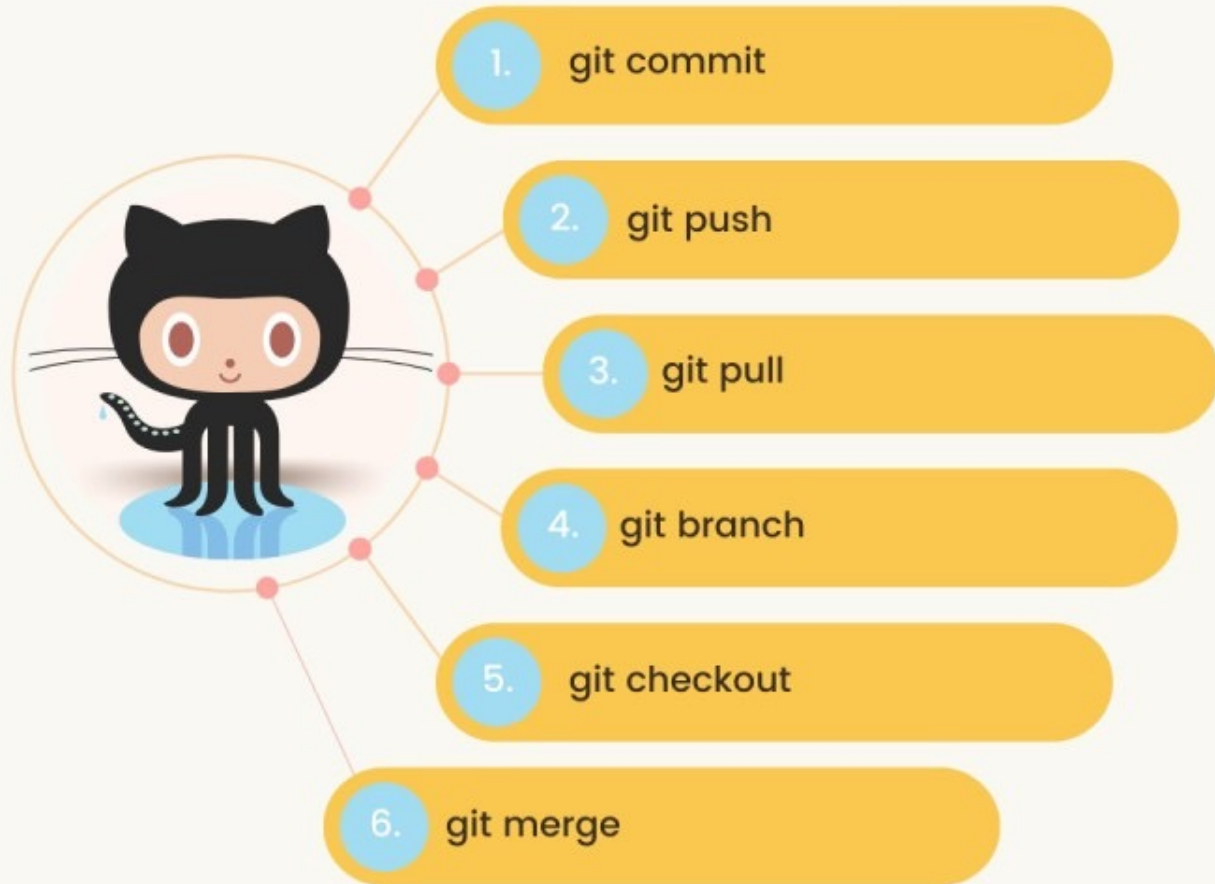 1. git commit
2. git push
3. git pull
4. git branch
5. git checkout
6. git merge